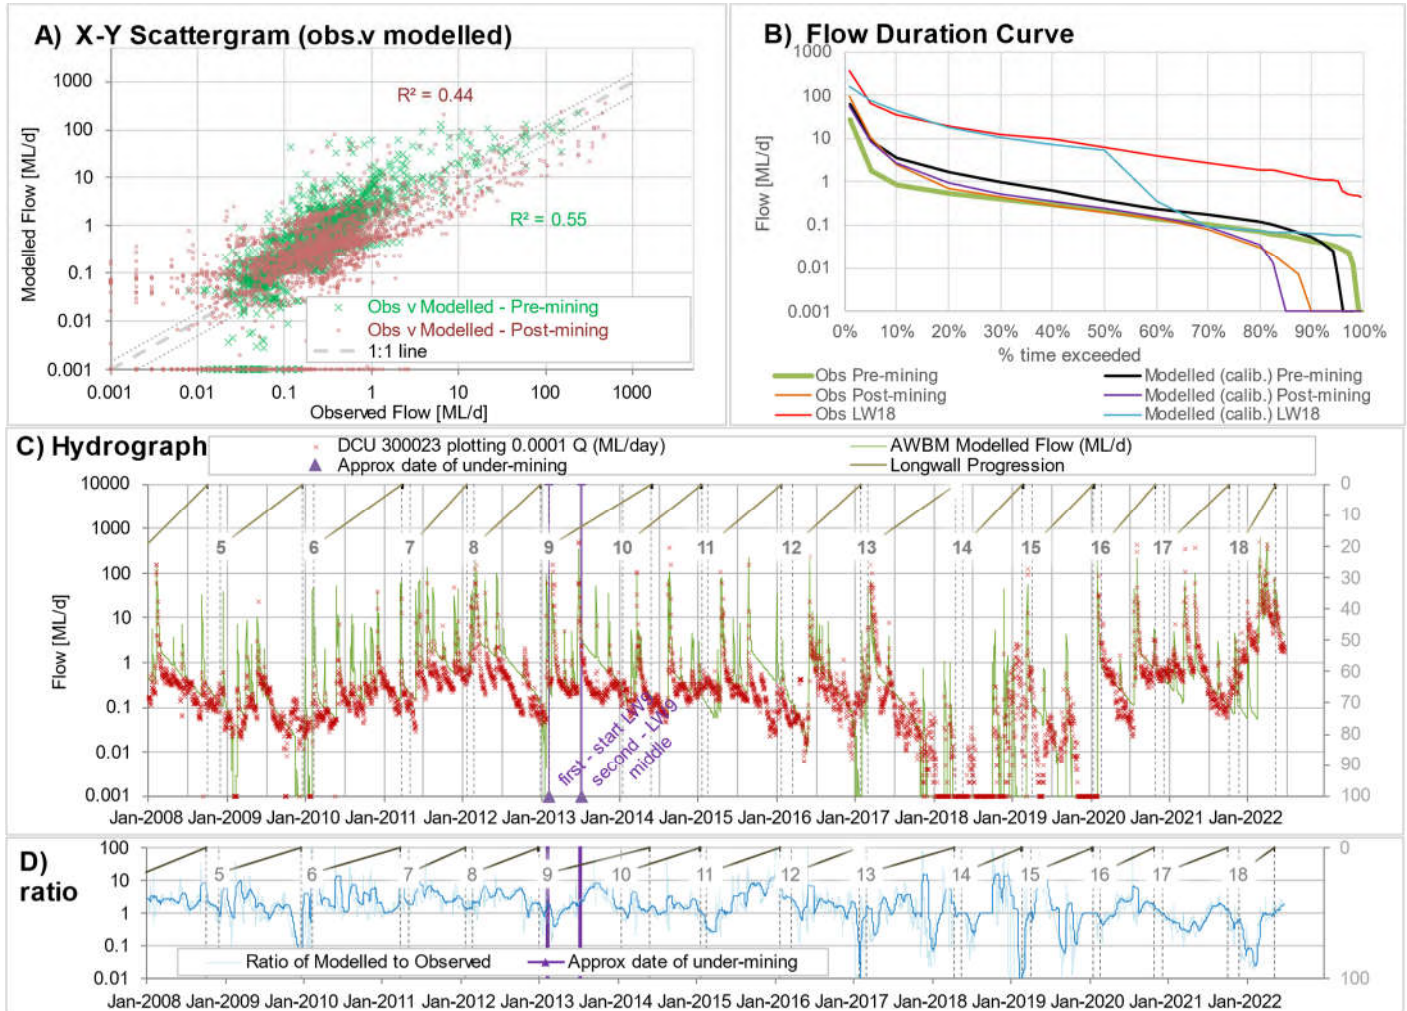 A) X-Y Scattergram (obs.v modelled)
1000
100
10
1
0.1
0.01
0.001
Modelled Flow [ML/d]
R² = 0.44
R² = 0.55
Obs v Modelled - Pre-mining
Obs v Modelled - Post-mining
1:1 line
0.001 0.01 0.1 1 10 100 1000
Observed Flow [ML/d]
B) Flow Duration Curve
1000
100
10
1
0.1
0.01
0.001
Flow [ML/d]
0% 10% 20% 30% 40% 50% 60% 70% 80% 90% 100%
% time exceeded
Obs Pre-mining Modelled (calib.) Pre-mining
Obs Post-mining Modelled (calib.) Post-mining
Obs LW18 Modelled (calib.) LW18
C) Hydrograph
DCU 300023 plotting 0.0001 Q (ML/day) AWBM Modelled Flow (ML/d)
Approx date of under-mining Longwall Progression
10000
1000
100
10
1
0.1
0.01
0.001
Flow [ML/d]
5 6 7 8 9 10 11 12 13 14 15 16 17 18
first - start LW9
second - LW9
middle
0
10
20
30
40
50
60
70
80
90
100
Jan-2008 Jan-2009 Jan-2010 Jan-2011 Jan-2012 Jan-2013 Jan-2014 Jan-2015 Jan-2016 Jan-2017 Jan-2018 Jan-2019 Jan-2020 Jan-2021 Jan-2022
D)
ratio
100
10
1
0.1
0.01
5 6 7 8 9 10 11 12 13 14 15 16 17 18
0
100
Ratio of Modelled to Observed Approx date of under-mining
Jan-2008 Jan-2009 Jan-2010 Jan-2011 Jan-2012 Jan-2013 Jan-2014 Jan-2015 Jan-2016 Jan-2017 Jan-2018 Jan-2019 Jan-2020 Jan-2021 Jan-2022